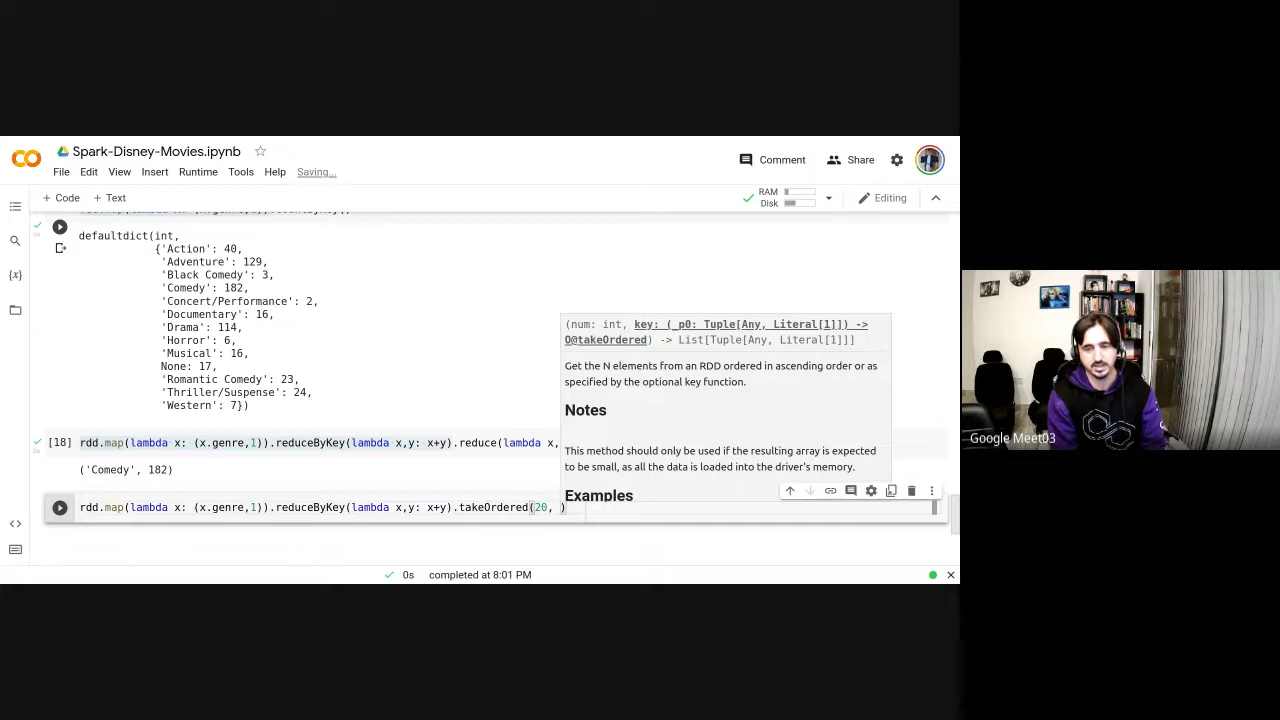 Spark-Disney-Movies.ipynb
Comment
Share
File Edit View Insert Runtime Tools Help Saving...
+ Code + Text
RAM
Disk
Editing
defaultdict(int,
{'Action': 40,
'Adventure': 129,
'Black Comedy': 3,
'Comedy': 182,
'Concert/Performance': 2,
'Documentary': 16,
'Drama': 114,
'Horror': 6,
'Musical': 16,
None: 17,
'Romantic Comedy': 23,
'Thriller/Suspense': 24,
'Western': 7})
(num: int, key: (_p0: Tuple[Any, Literal[1]]) ->
O@takeOrdered) -> List[Tuple[Any, Literal[1]]]
Get the N elements from an RDD ordered in ascending order or as
specified by the optional key function.
Notes
This method should only be used if the resulting array is expected
to be small, as all the data is loaded into the driver's memory.
Examples
[18] rdd.map(lambda x: (x.genre,1)).reduceByKey(lambda x,y: x+y).reduce(lambda x,
('Comedy', 182)
rdd.map(lambda x: (x.genre,1)).reduceByKey(lambda x,y: x+y).takeOrdered(20, )
0s completed at 8:01 PM
Google Meet03